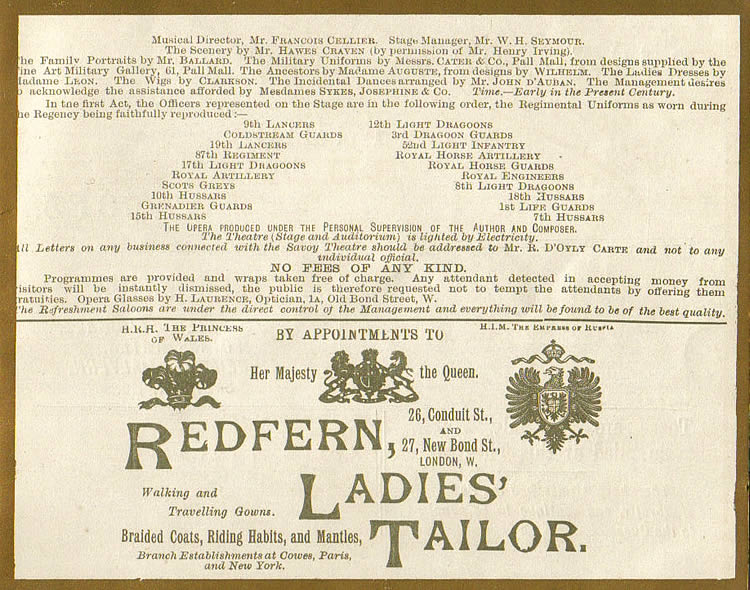 Musical Director, Mr. FRANCOIS CELLIER. Stage Manager, Mr. W. H. SEYMOUR.
The Scenery by Mr. HAWES CRAVEN (by permission of Mr. Henry Irving).
he Family Portraits by Mr. BALLARD. The Military Uniforms by Messrs. CATER & CO., Pall Mall, from designs supplied by the
ine Art Military Gallery, 61, Pall Mall. The Ancestors by Madame AUGUSTE, from designs by WILHELM. The Ladies Dresses by
adame LEON. The Wigs by CLARKSON. The Incidental Dances arranged by Mr. JOHN D'AUBAN. The Management desires
o acknowledge the assistance afforded by Mesdames SYKES, JOSEPHINE & CO. Time.—Early in the Present Century.
In the first Act, the Officers represented on the Stage are in the following order, the Regimental Uniforms as worn during
he Regency being faithfully reproduced :—
9th LANCERS 12th LIGHT DRAGOONS
COLDSTREAM GUARDS 3rd DRAGOON GUARDS
19th LANCERS 52nd LIGHT INFANTRY
87th REGIMENT ROYAL HORSE ARTILLERY
17th LIGHT DRAGOONS ROYAL HORSE GUARDS
ROYAL ARTILLERY ROYAL ENGINEERS
SCOTS GREYS 8th LIGHT DRAGOONS
10th HUSSARS 18th HUSSARS
GRENADIER GUARDS 1st LIFE GUARDS
15th HUSSARS 7th HUSSARS
THE OPERA PRODUCED UNDER THE PERSONAL SUPERVISION OF THE AUTHOR AND COMPOSER.
The Theatre (Stage and Auditorium) is lighted by Electricity.
ll Letters on any business connected with the Savoy Theatre should be addressed to Mr. R. D'OYLY CARTE and not to any
individual official.
NO FEES OF ANY KIND.
Programmes are provided and wraps taken free of charge. Any attendant detected in accepting money from
isitors will be instantly dismissed, the public is therefore requested not to tempt the attendants by offering them
ratuities. Opera Glasses by H. LAURENCE, Optician, 1A, Old Bond Street, W.
he Refreshment Saloons are under the direct control of the Management and everything will be found to be of the best quality.
H.R.H. THE PRINCESS
OF WALES.
BY APPOINTMENTS TO
H.I.M. THE EMPRESS OF RUSSIA
Her Majesty the Queen.
REDFERN,
26, Conduit St.,
AND
27, New Bond St.,
LONDON, W.
LADIES'
TAILOR.
Walking and
Travelling Gowns.
Braided Coats, Riding Habits, and Mantles,
Branch Establishments at Cowes, Paris,
and New York.